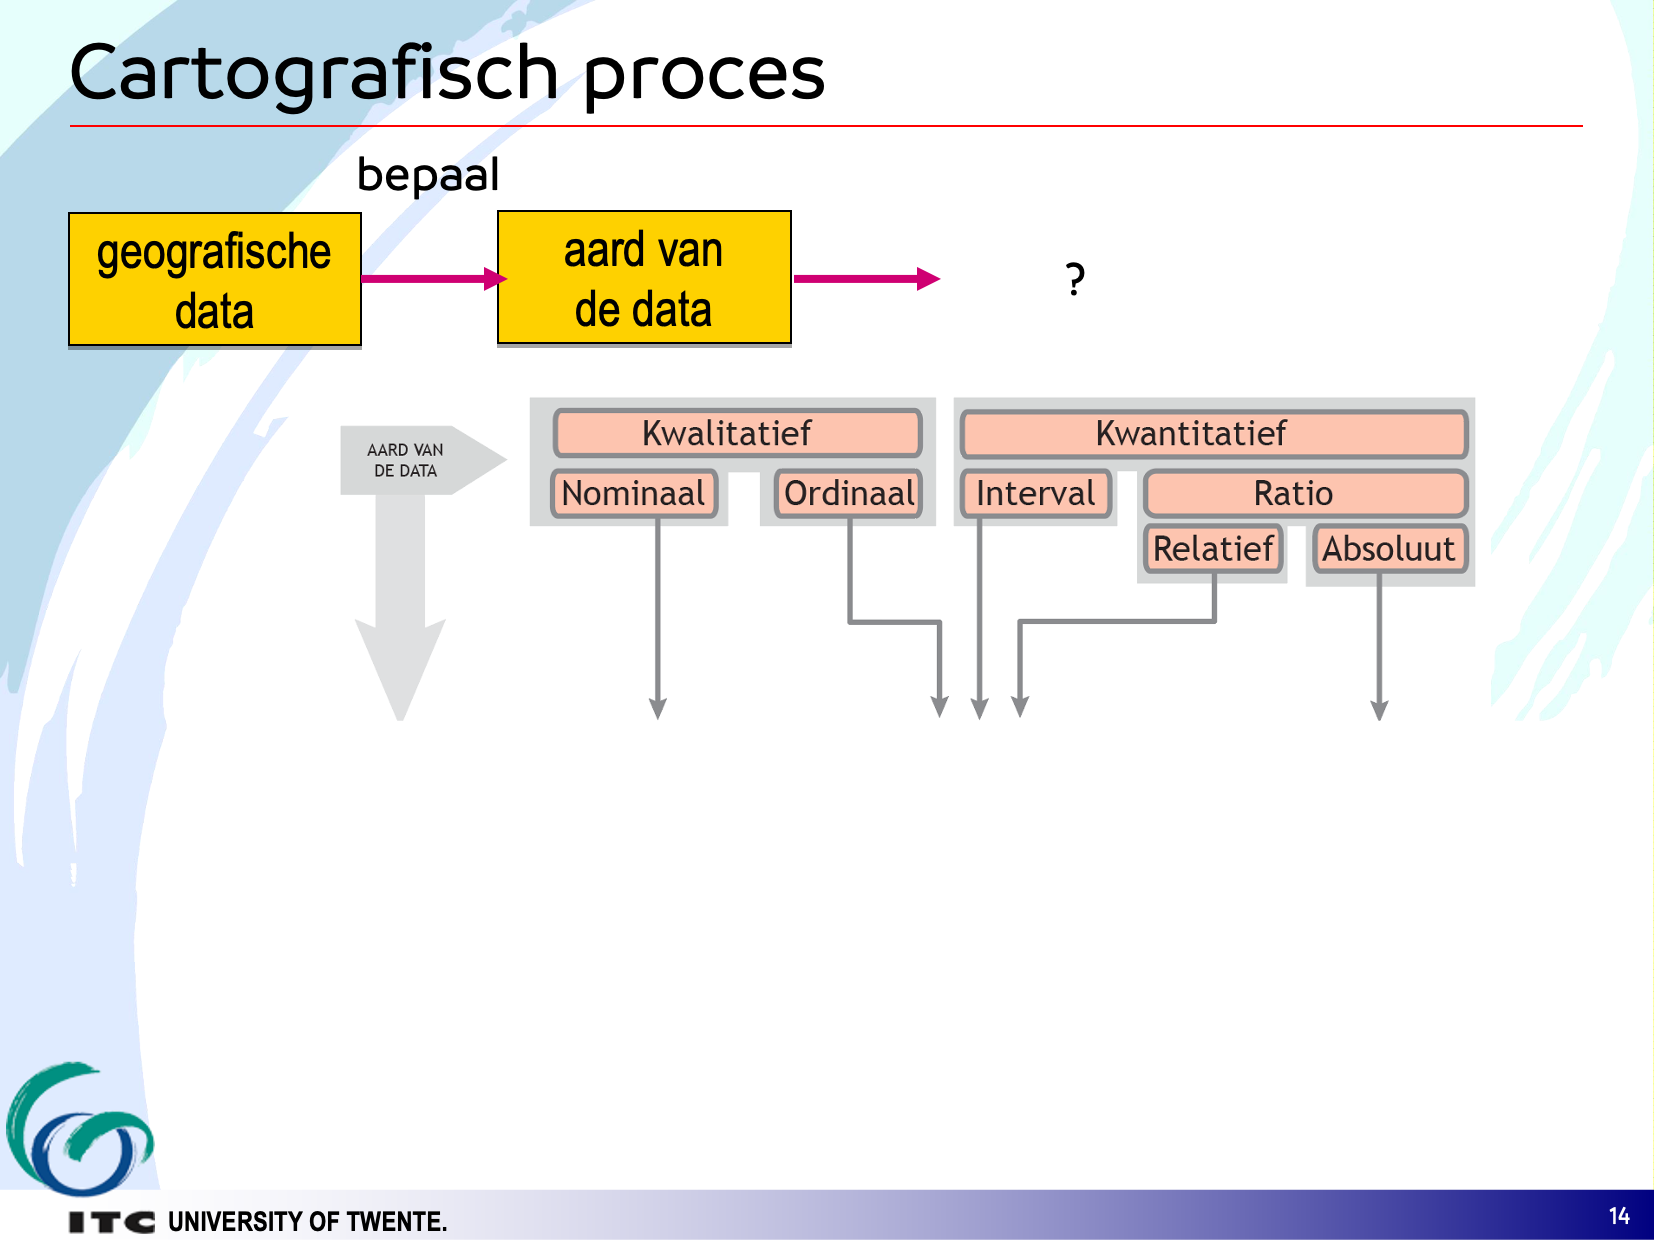 Cartografisch proces
bepaal
geografische
data
aard van
de data
?
AARD VAN
DE DATA
Kwalitatief
Kwantitatief
Nominaal
Ordinaal
Interval
Ratio
Relatief
Absoluut
ITC UNIVERSITY OF TWENTE.
14